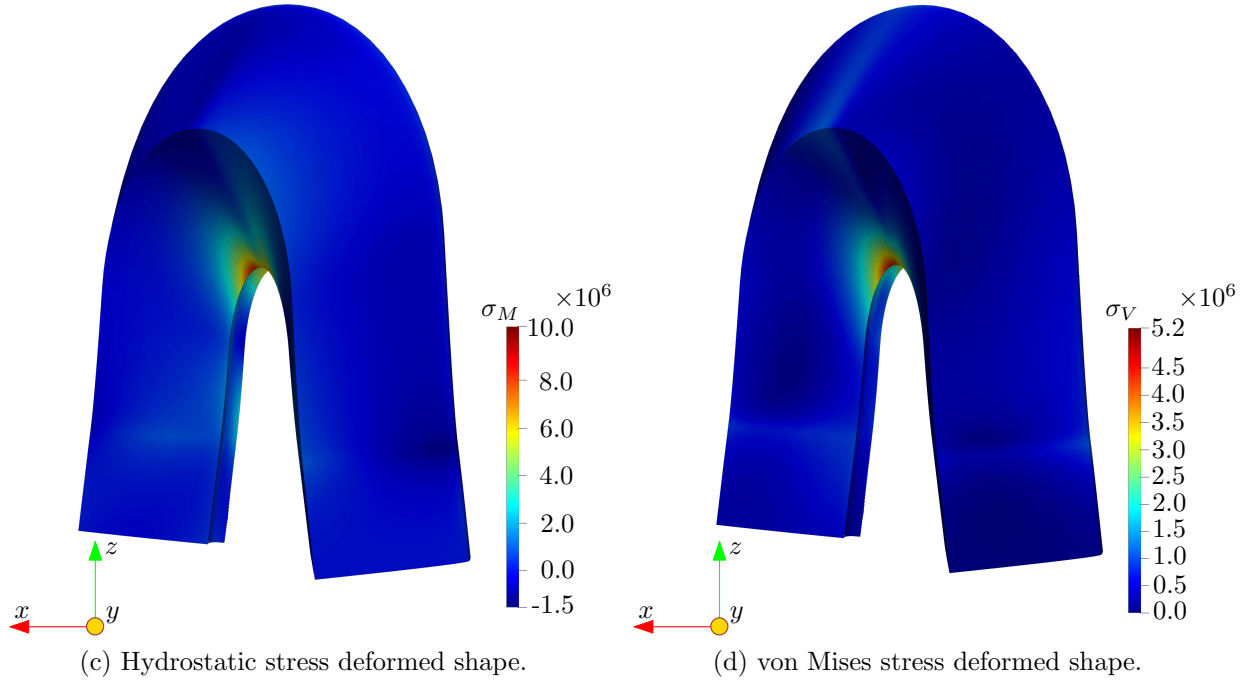 σ_M ×10^6
10.0
8.0
6.0
4.0
2.0
0.0
-1.5
z
x y
(c) Hydrostatic stress deformed shape.
σ_V ×10^6
5.2
4.5
4.0
3.5
3.0
2.5
2.0
1.5
1.0
0.5
0.0
z
x y
(d) von Mises stress deformed shape.